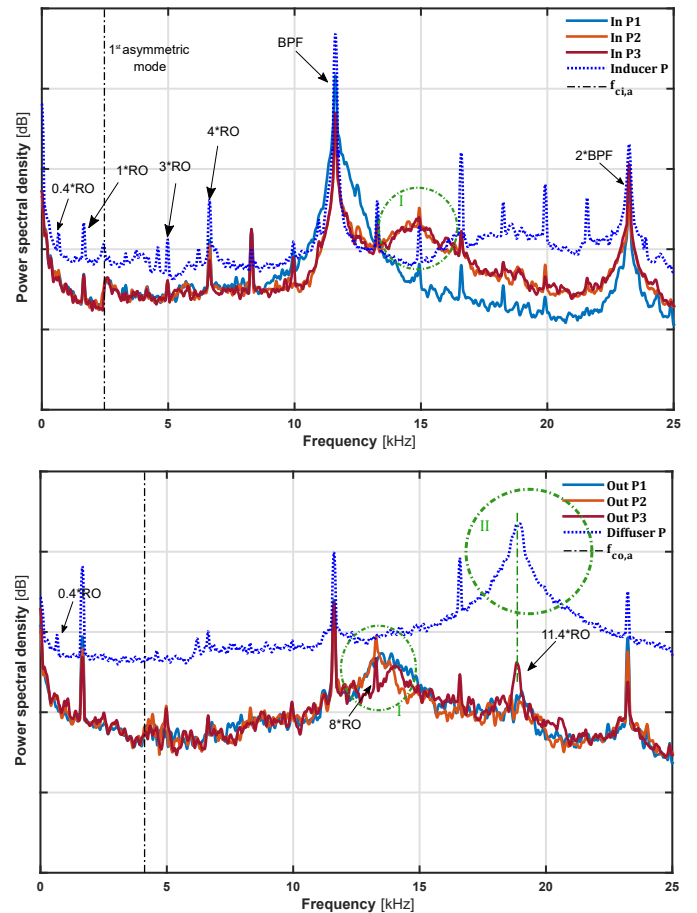 1st asymmetric
mode
BPF
In P1
In P2
In P3
Inducer P
f_ci,a
0.4*RO
1*RO
3*RO
4*RO
I
2*BPF
Power spectral density [dB]
0 5 10 15 20 25
Frequency [kHz]
Out P1
Out P2
Out P3
Diffuser P
f_co,a
II
0.4*RO
11.4*RO
8*RO
I
Power spectral density [dB]
0 5 10 15 20 25
Frequency [kHz]